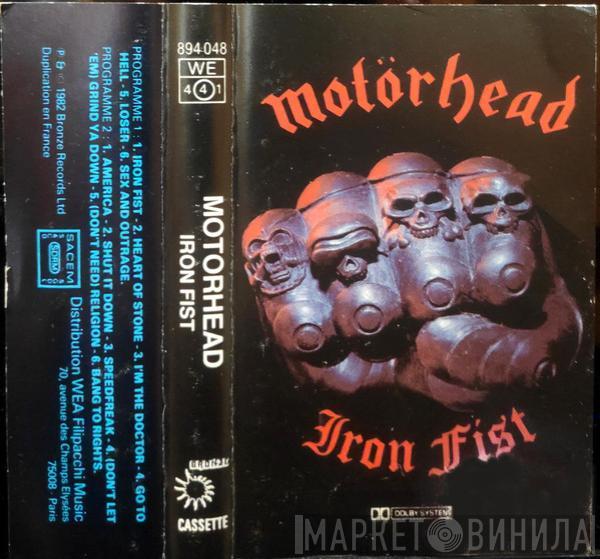 PROGRAMME 1 : 1. IRON FIST - 2. HEART OF STONE - 3. I'M THE DOCTOR - 4. GO TO
HELL - 5. LOSER - 6. SEX AND OUTRAGE.
PROGRAMME 2 : 1. AMERICA - 2. SHUT IT DOWN - 3. SPEEDFREAK - 4. (DON'T LET
'EM) GRIND YA DOWN - 5. (DON'T NEED) RELIGION - 6. BANG TO RIGHTS.
P & © 1982 Bronze Records Ltd
Duplication en France
SACEM
SDRM
Distribution WEA Filipacchi Music
70, avenue des Champs Elysées
75008 - Paris
894 048
WE
4 4 1
MOTORHEAD
IRON FIST
BRONZE
CASSETTE
motörhead
Iron Fist
DOLBY SYSTEM
МАРКЕТ ВИНИЛА